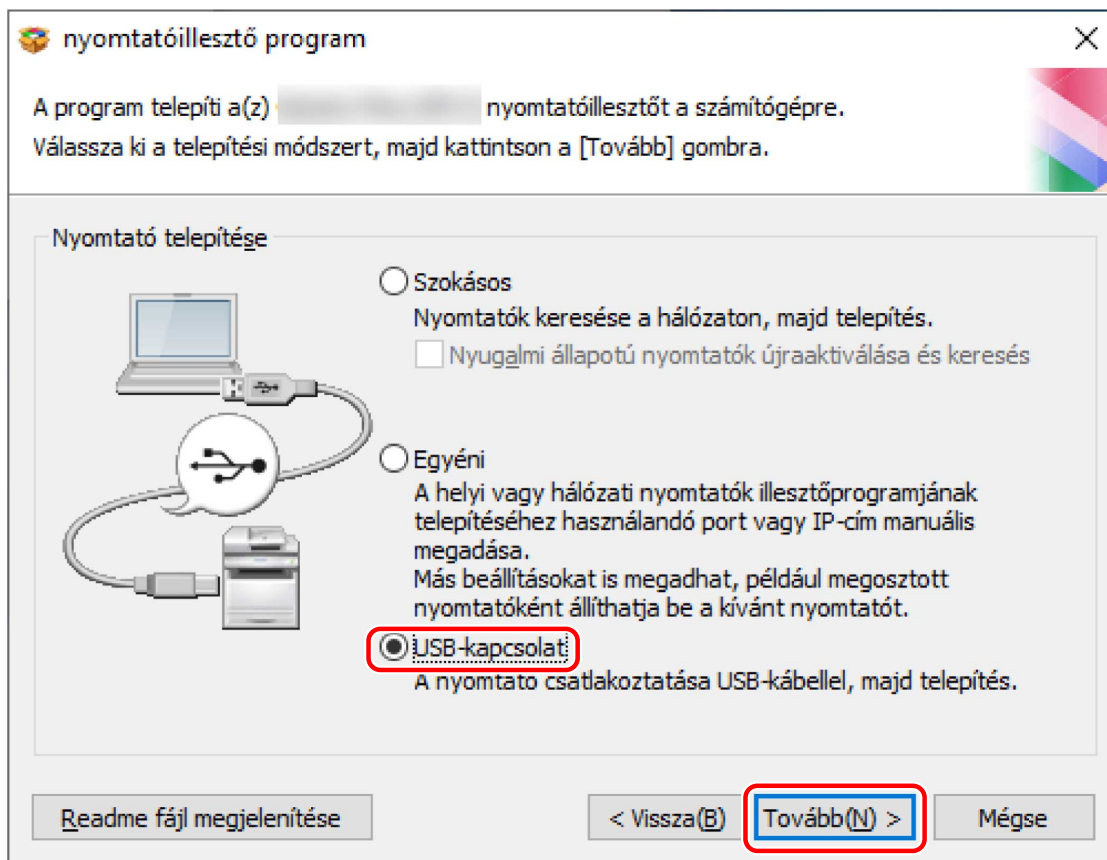 nyomtatóillesztő program
A program telepíti a(z) nyomtatóillesztőt a számítógépre.
Válassza ki a telepítési módszert, majd kattintson a [Tovább] gombra.
Nyomtató telepítése
Szokásos
Nyomtatók keresése a hálózaton, majd telepítés.
Nyugalmi állapotú nyomtatók újraaktiválása és keresés
Egyéni
A helyi vagy hálózati nyomtatók illesztőprogramjának
telepítéséhez használandó port vagy IP-cím manuális
megadása.
Más beállításokat is megadhat, például megosztott
nyomtatóként állíthatja be a kívánt nyomtatót.
USB-kapcsolat
A nyomtató csatlakoztatása USB-kábellel, majd telepítés.
Readme fájl megjelenítése
< Vissza(B)
Tovább(N) >
Mégse